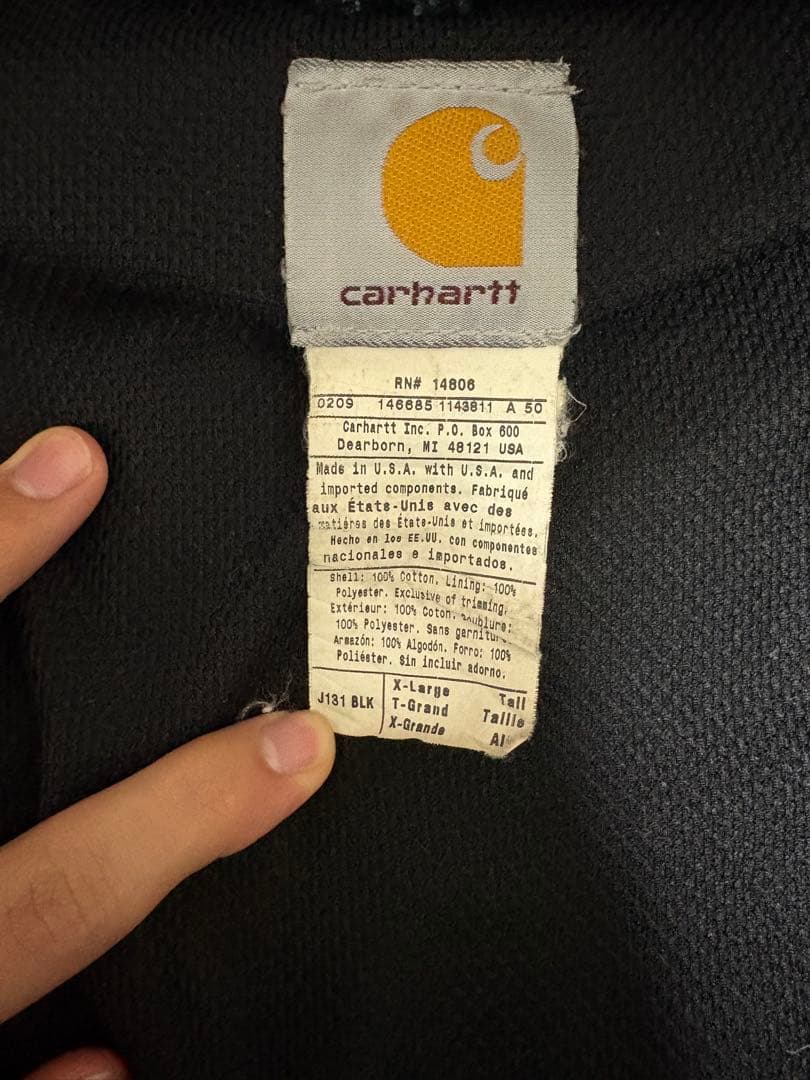 carhartt
RN# 14806
0209 146685 1143811 A 50
Carhartt Inc. P.O. Box 600
Dearborn, MI 48121 USA
Made in U.S.A. with U.S.A. and
imported components. Fabriqué
aux États-Unis avec des
matières des États-Unis et importées.
Hecho en los EE.UU. con componentes
nacionales e importados.
Shell: 100% Cotton. Lining: 100%
Polyester. Exclusive of trimming.
Extérieur: 100% Coton. Doublure:
100% Polyester. Sans
Armazón: 100% Algodón. Forro: 100%
Poliéster. Sin incluir adorno.
J131 BLK
X-Large Tall
T-Grand Taille
X-Grande Al